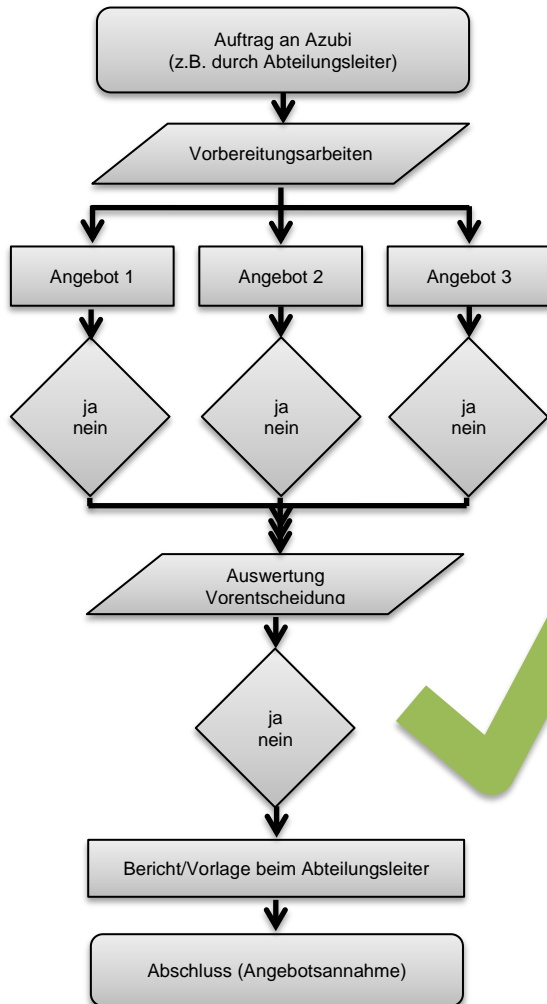 Auftrag an Azubi
(z.B. durch Abteilungsleiter)
Vorbereitungsarbeiten
Angebot 1
Angebot 2
Angebot 3
ja
nein
ja
nein
ja
nein
Auswertung
Vorentscheidung
ja
nein
Bericht/Vorlage beim Abteilungsleiter
Abschluss (Angebotsannahme)